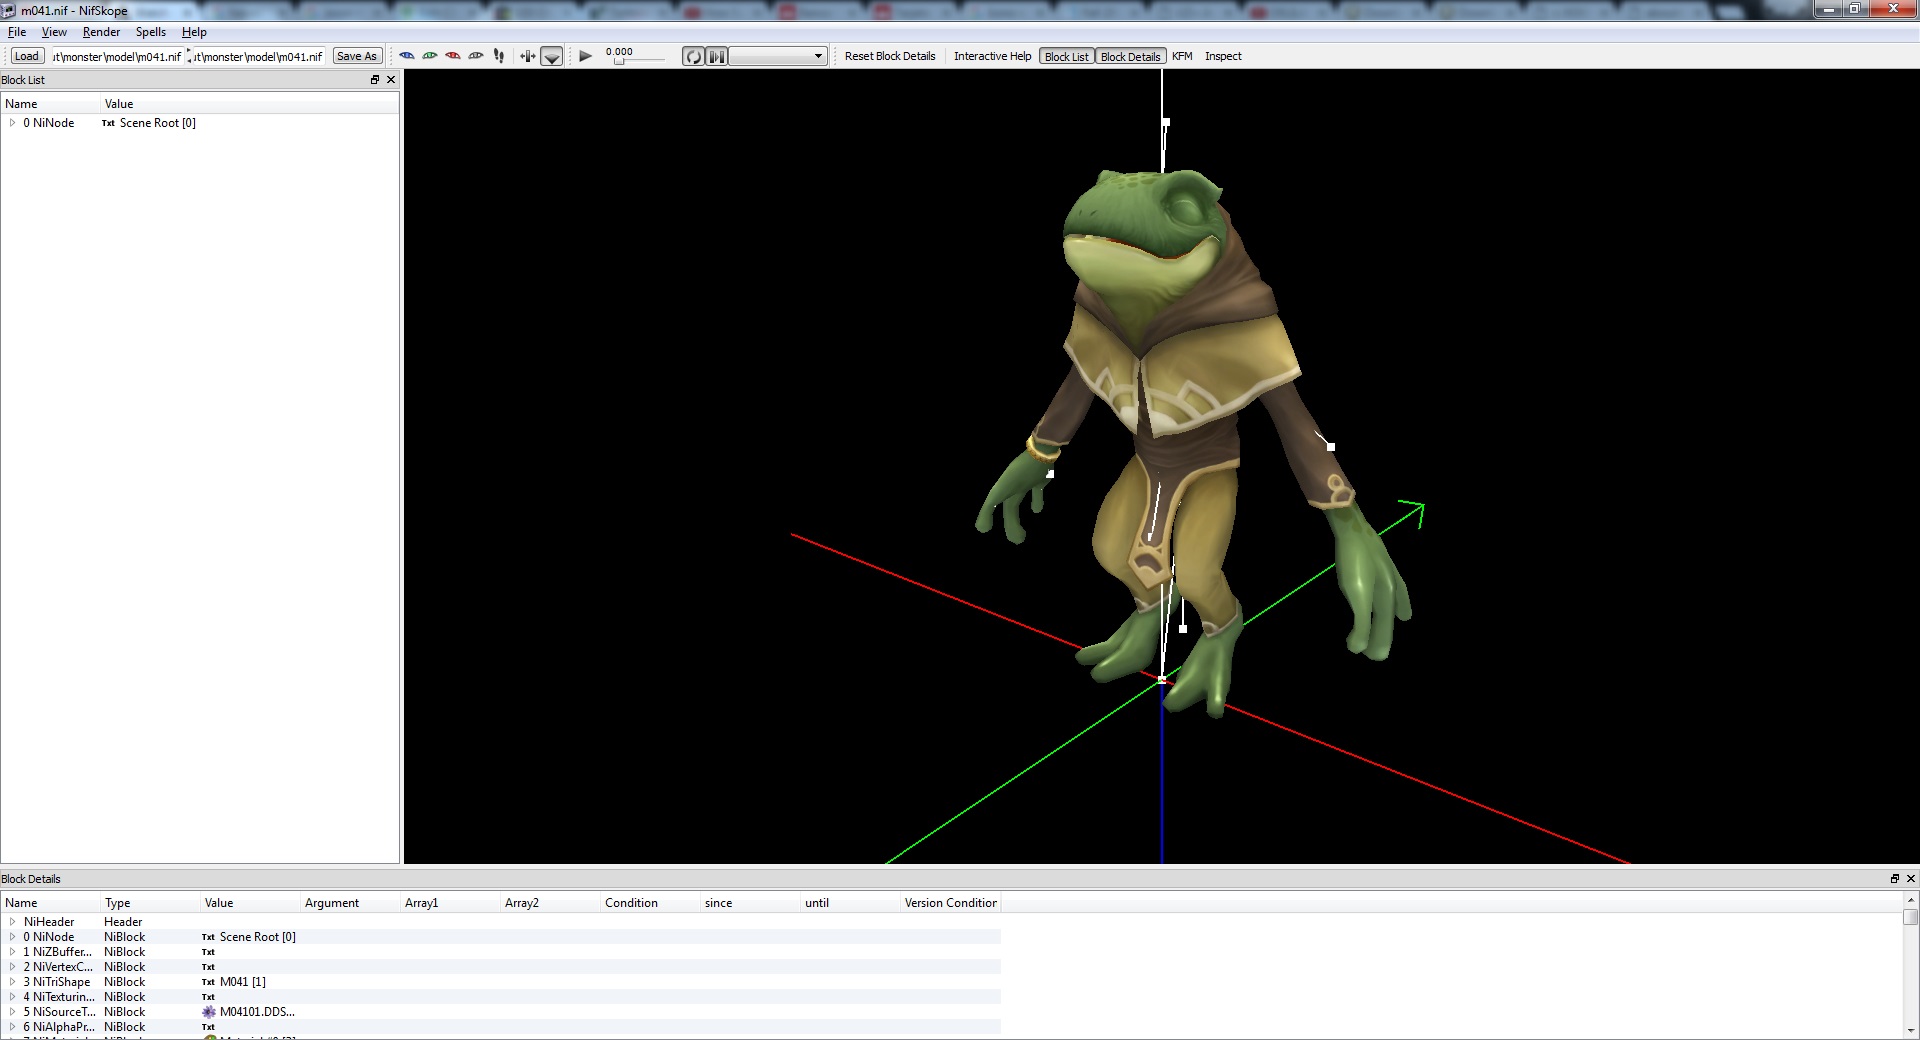 m041.nif - NifSkope
File View Render Spells Help
Load ut\monster\model\m041.nif ut\monster\model\m041.nif Save As 0.000 Reset Block Details Interactive Help Block List Block Details KFM Inspect
Block List
Name Value
0 NiNode Txt Scene Root [0]
Block Details
Name Type Value Argument Array1 Array2 Condition since until Version Condition
NiHeader Header
0 NiNode NiBlock Txt Scene Root [0]
1 NiZBuffer... NiBlock Txt
2 NiVertexC... NiBlock Txt
3 NiTriShape NiBlock Txt M041 [1]
4 NiTexturin... NiBlock Txt
5 NiSourceT... NiBlock M04101.DDS...
6 NiAlphaPr... NiBlock Txt